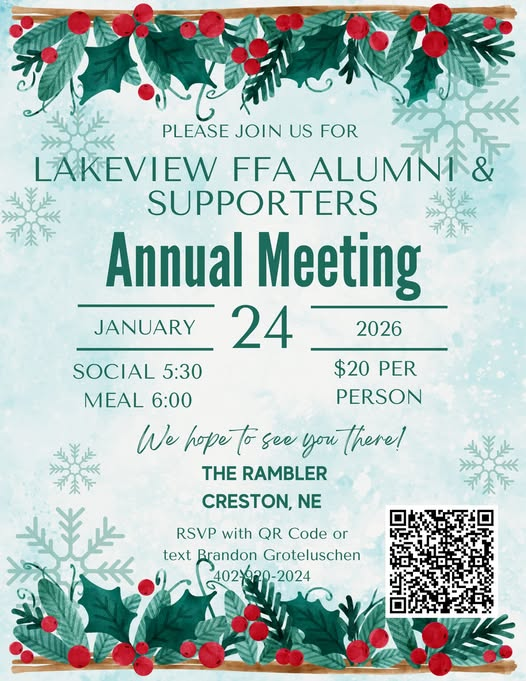 PLEASE JOIN US FOR
LAKEVIEW FFA ALUMNI &
SUPPORTERS
Annual Meeting
JANUARY
24
2026
SOCIAL 5:30
MEAL 6:00
$20 PER
PERSON
We hope to see you there!
THE RAMBLER
CRESTON, NE
RSVP with QR Code or
text Brandon Groteluschen
402-920-2024